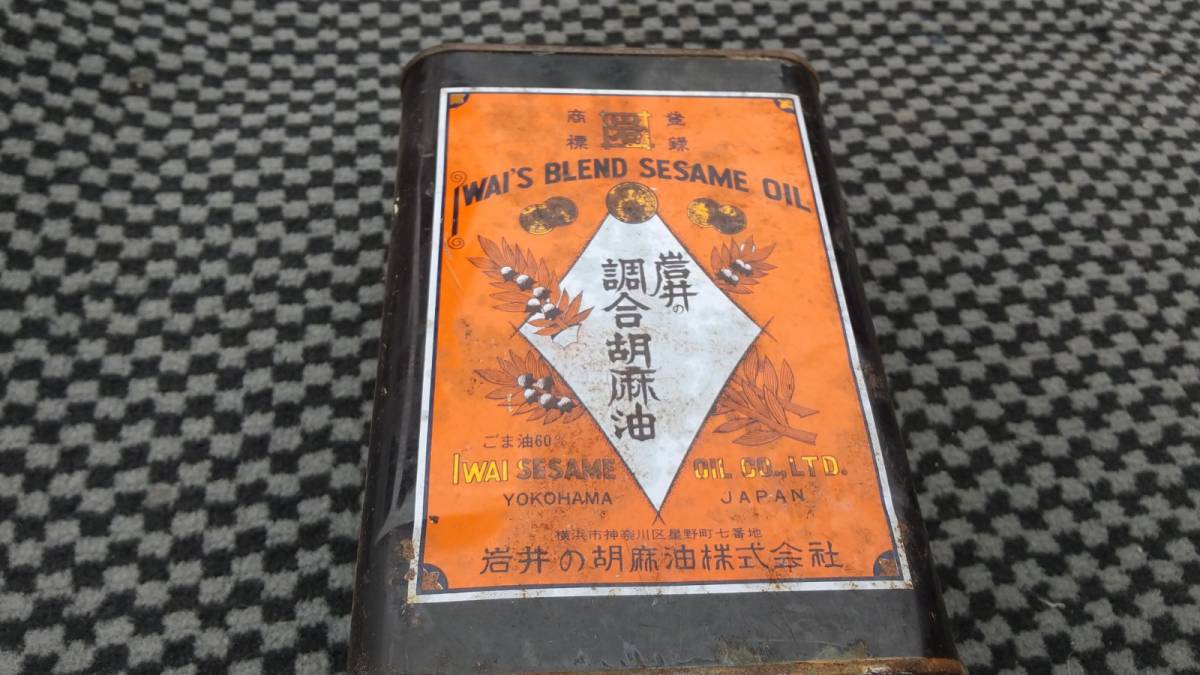 登録
商標
IWAI'S BLEND SESAME OIL
岩井の
調合胡麻油
ごま油60%
IWAI SESAME OIL CO., LTD.
YOKOHAMA JAPAN
横浜市神奈川区星野町七番地
岩井の胡麻油株式会社